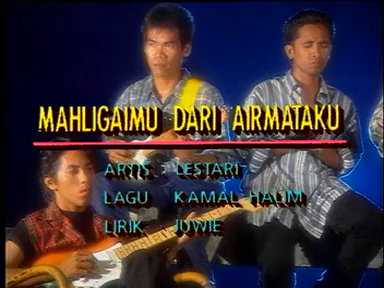 MAHLIGAIMU DARI AIRMATAKU
ARTIS LESTARI
LAGU KAMAL HALIM
LIRIK JUWIE